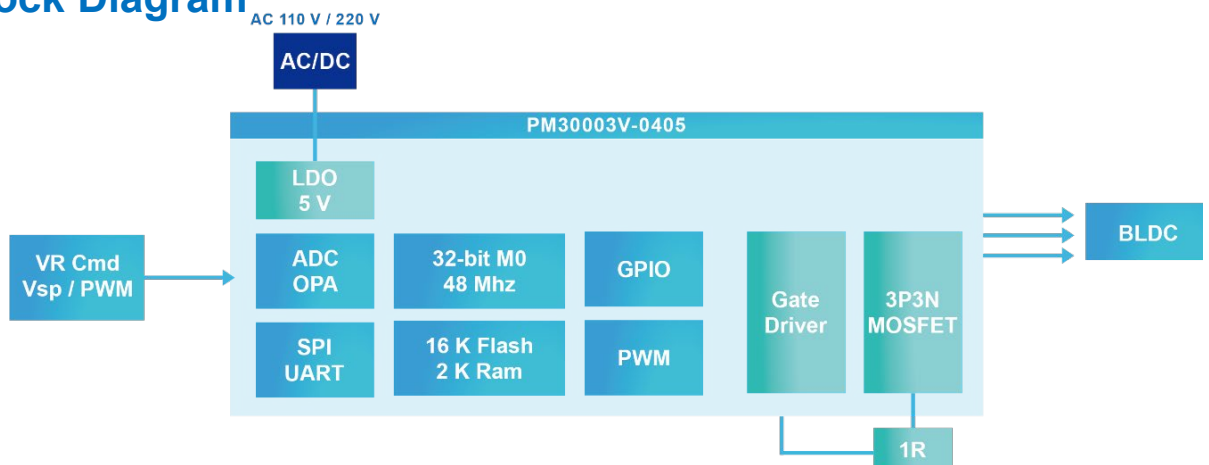 ock Diagram
AC 110 V / 220 V
AC/DC
PM30003V-0405
LDO
5 V
VR Cmd
Vsp / PWM
ADC
OPA
32-bit M0
48 Mhz
GPIO
SPI
UART
16 K Flash
2 K Ram
PWM
Gate
Driver
3P3N
MOSFET
BLDC
1R